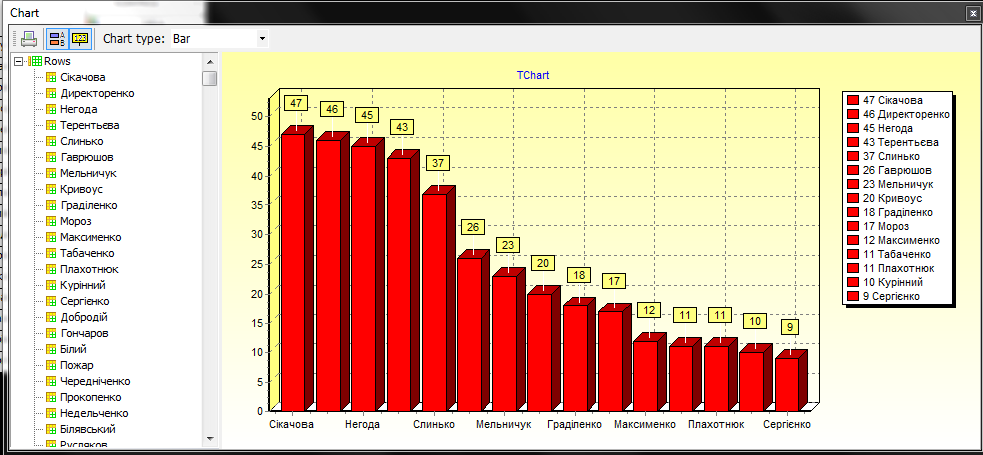 Chart
Chart type: Bar
Rows
Сікачова
Директоренко
Негода
Терентьєва
Слинько
Гаврюшов
Мельничук
Кривоус
Граділенко
Мороз
Максименко
Табаченко
Плахотнюк
Курінний
Сергієнко
Добродій
Гончаров
Білий
Пожар
Чередніченко
Прокопенко
Недельченко
Білявський
Русляков
TChart
50
45
40
35
30
25
20
15
10
5
0
47
46
45
43
37
26
23
20
18
17
12
11
11
10
9
Сікачова Негода Слинько Мельничук Граділенко Максименко Плахотнюк Сергієнко
47 Сікачова
46 Директоренко
45 Негода
43 Терентьєва
37 Слинько
26 Гаврюшов
23 Мельничук
20 Кривоус
18 Граділенко
17 Мороз
12 Максименко
11 Табаченко
11 Плахотнюк
10 Курінний
9 Сергієнко